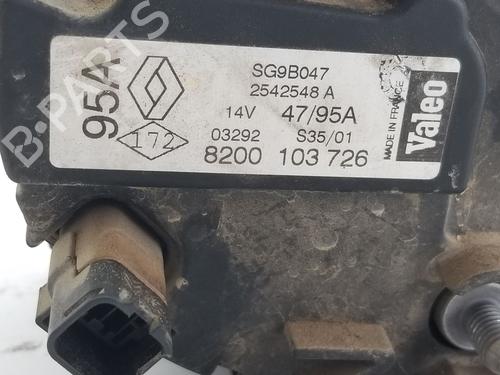 SG9B047
2542548 A
14V 47/95A
03292 S35/01
8200 103 726
95A
172
Valeo
MADE IN FRANCE
B-PARTS